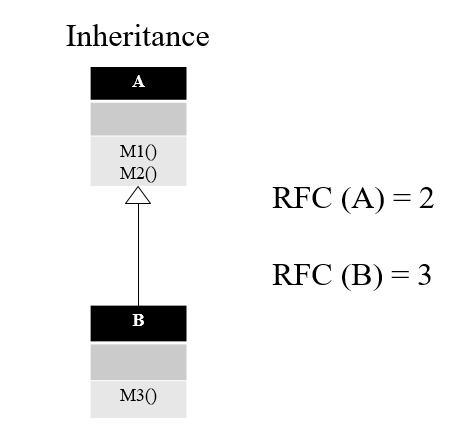 Inheritance
A
M1()
M2()
RFC (A) = 2
RFC (B) = 3
B
M3()